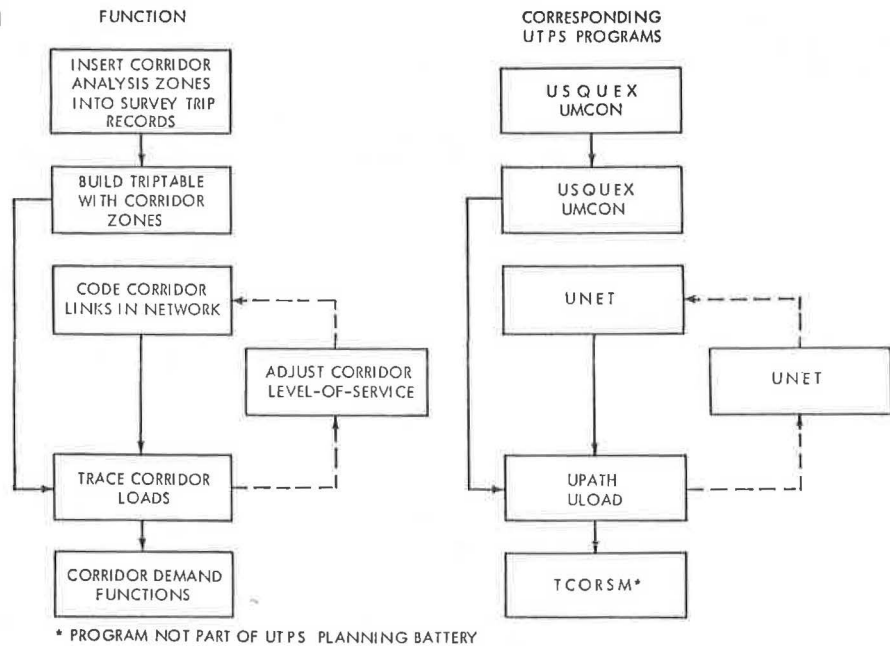 FUNCTION
INSERT CORRIDOR
ANALYSIS ZONES
INTO SURVEY TRIP
RECORDS
BUILD TRIPTABLE
WITH CORRIDOR
ZONES
CODE CORRIDOR
LINKS IN NETWORK
ADJUST CORRIDOR
LEVEL-OF-SERVICE
TRACE CORRIDOR
LOADS
CORRIDOR DEMAND
FUNCTIONS
CORRESPONDING
UTPS PROGRAMS
USQUEX
UMCON
USQUEX
UMCON
UNET
UNET
UPATH
ULOAD
TCORSM*
* PROGRAM NOT PART OF UTPS PLANNING BATTERY